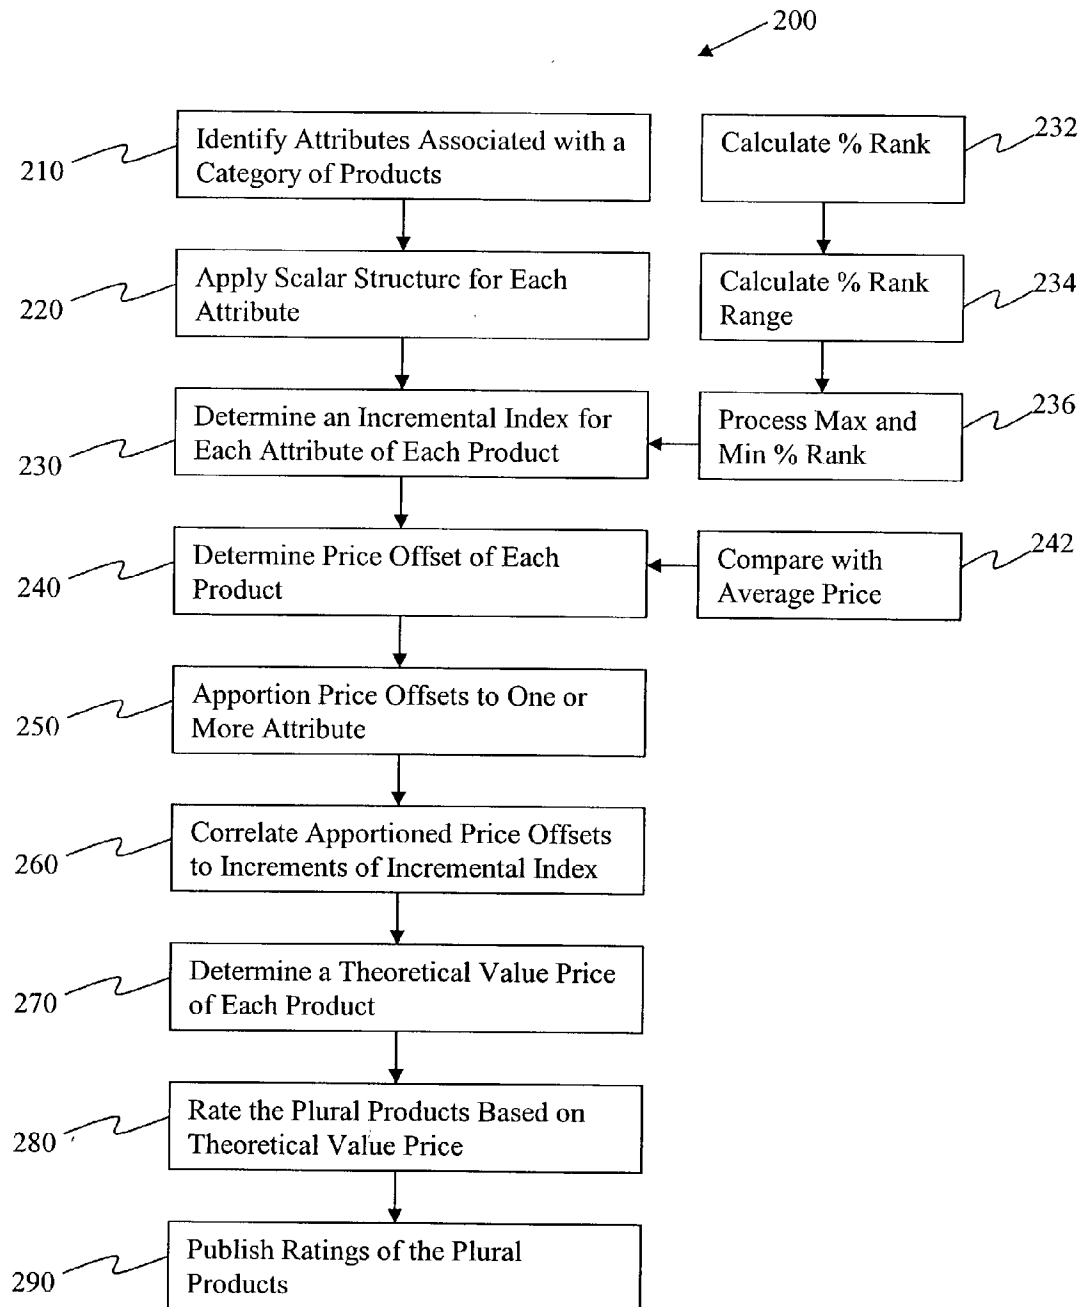 200
210
Identify Attributes Associated with a
Category of Products
Calculate % Rank
232
220
Apply Scalar Structure for Each
Attribute
Calculate % Rank
Range
234
230
Determine an Incremental Index for
Each Attribute of Each Product
Process Max and
Min % Rank
236
240
Determine Price Offset of Each
Product
Compare with
Average Price
242
250
Apportion Price Offsets to One or
More Attribute
260
Correlate Apportioned Price Offsets
to Increments of Incremental Index
270
Determine a Theoretical Value Price
of Each Product
280
Rate the Plural Products Based on
Theoretical Value Price
290
Publish Ratings of the Plural
Products